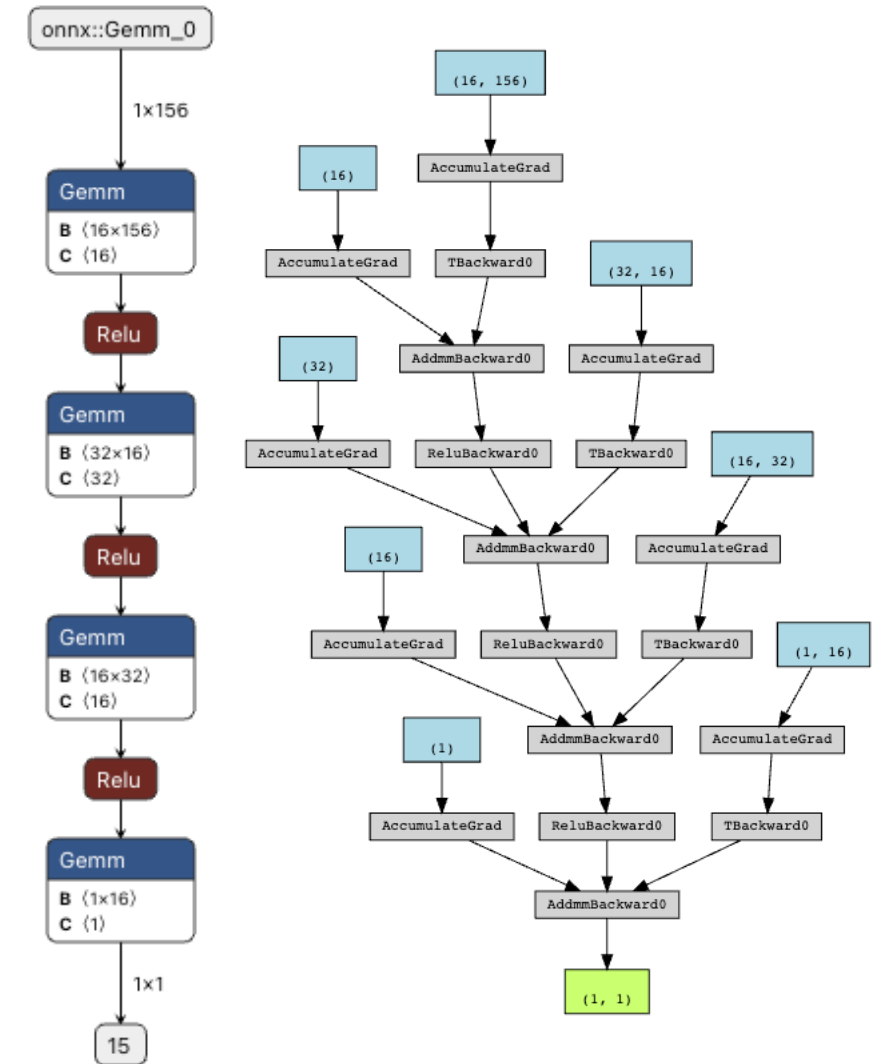 onnx::Gemm_0
1×156
Gemm
B ⟨16×156⟩
C ⟨16⟩
Relu
Gemm
B ⟨32×16⟩
C ⟨32⟩
Relu
Gemm
B ⟨16×32⟩
C ⟨16⟩
Relu
Gemm
B ⟨1×16⟩
C ⟨1⟩
1×1
15
(16, 156)
AccumulateGrad
(16)
AccumulateGrad
TBackward0
(32, 16)
AddmmBackward0
AccumulateGrad
(32)
AccumulateGrad
ReluBackward0
TBackward0
(16, 32)
AddmmBackward0
AccumulateGrad
(16)
AccumulateGrad
ReluBackward0
TBackward0
(1, 16)
AddmmBackward0
AccumulateGrad
(1)
AccumulateGrad
ReluBackward0
TBackward0
AddmmBackward0
(1, 1)